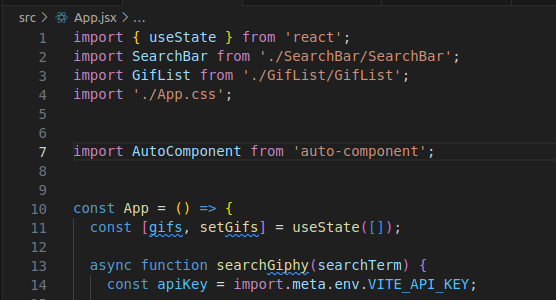 src > App.jsx > ...
1 import { useState } from 'react';
2 import SearchBar from './SearchBar/SearchBar';
3 import GifList from './GifList/GifList';
4 import './App.css';
5
6
7 import AutoComponent from 'auto-component';
8
9
10 const App = () => {
11 const [gifs, setGifs] = useState([]);
12
13 async function searchGiphy(searchTerm) {
14 const apiKey = import.meta.env.VITE_API_KEY;